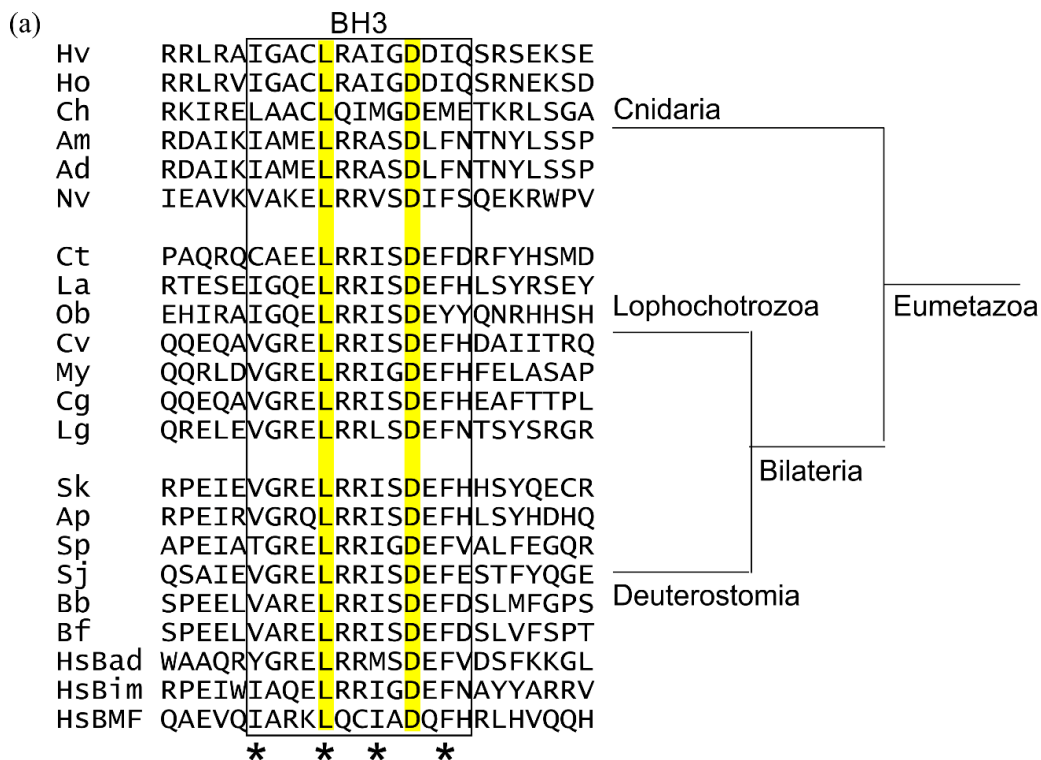 (a)
BH3
Hv RRLRAIGACLRAIGDDIQSRSEKSE
Ho RRLRVIGACLRAIGDDIQSRNEKSD
Ch RKIRELAACLQIMGDEMETKRLSGA
Cnidaria
Am RDAIKIAMELRRASDLFNTNYLSSP
Ad RDAIKIAMELRRASDLFNTNYLSSP
Nv IEAVKVAKELRRVSDIFSQEKRWPV
Ct PAQRQCAEELRRISDEFDRFYHSMD
La RTESEIGQELRRISDEFHLSYRSEY
Ob EHIRAIGQELRRISDEYYQNRHHSH
Lophochotrozoa
Eumetazoa
Cv QQEQAVGRELRRISDEFHDAIITRQ
My QQRLDVGRELRRIGDEFHFELASAP
Cg QQEQAVGRELRRISDEFHEAFTTPL
Lg QRELEVGRELRRLSDEFNTSYSRGR
Bilateria
Sk RPEIEVGRELRRISDEFHHSYQECR
Ap RPEIRVGRQLRRISDEFHLSYHDHQ
Sp APEIATGRELRRIGDEFVALFEGQR
Sj QSAIEVGRELRRISDEFESTFYQGE
Deuterostomia
Bb SPEELVARELRRISDEFDSLMFGPS
Bf SPEELVARELRRISDEFDSLVFSPT
HsBad WAAQRYGRELRRMSDEFVDSFKKGL
HsBim RPEIWIAQELRRIGDEFNAYYARRV
HsBMF QAEVQIARKLQCIADQFHRLHVQQH
* * * *